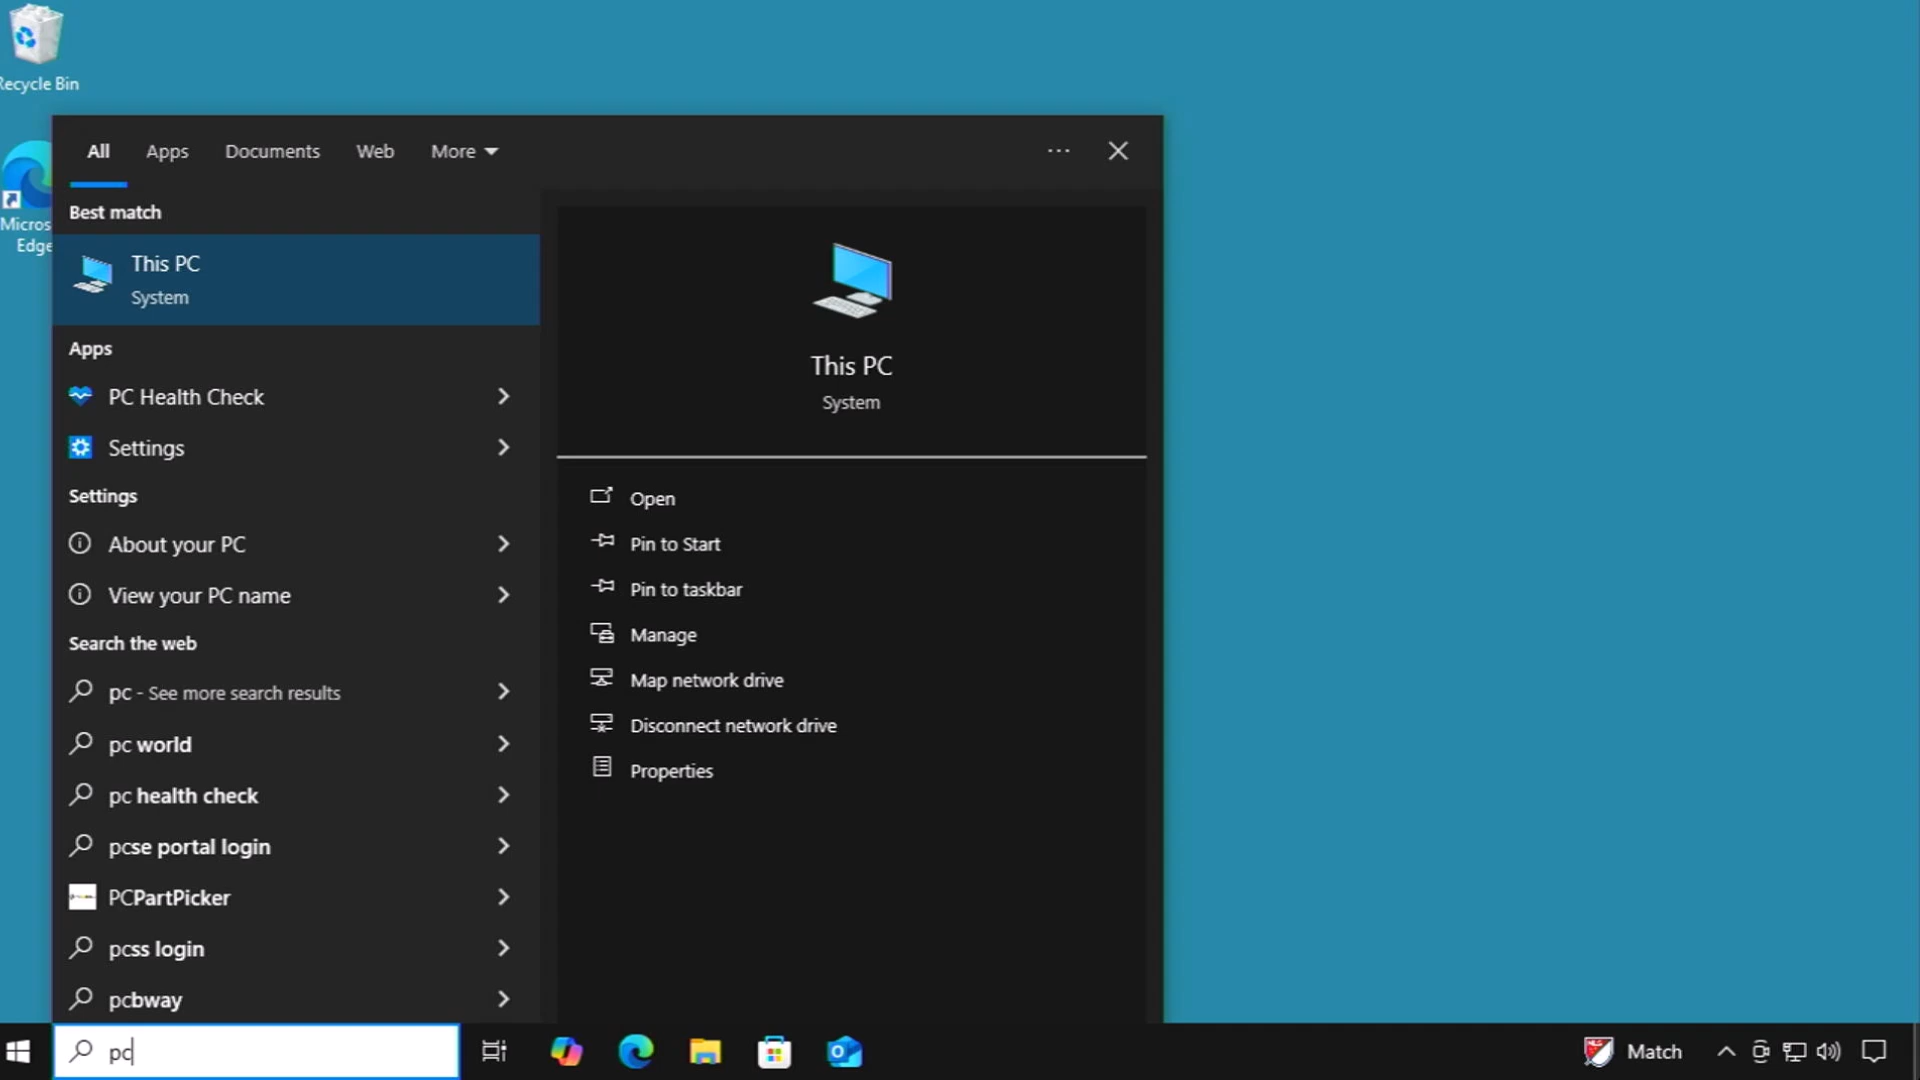 Recycle Bin
Micros
Edge
All Apps Documents Web More
Best match
This PC
System
Apps
PC Health Check
Settings
Settings
About your PC
View your PC name
Search the web
pc - See more search results
pc world
pc health check
pcse portal login
PCPartPicker
pcss login
pcbway
This PC
System
Open
Pin to Start
Pin to taskbar
Manage
Map network drive
Disconnect network drive
Properties
pc
Match